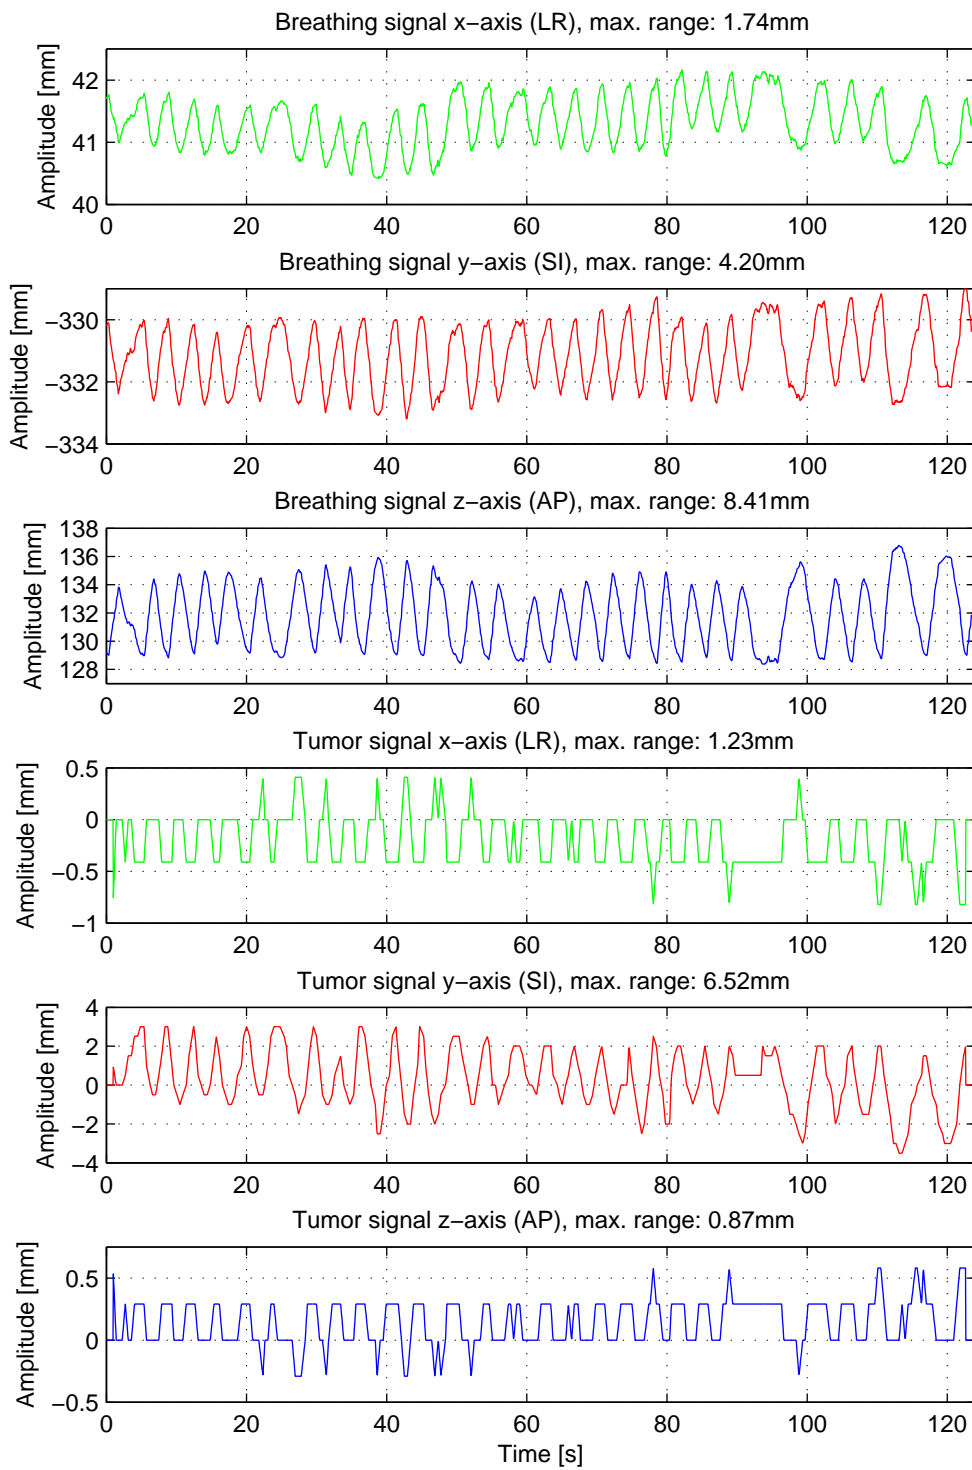 Breathing signal x−axis (LR), max. range: 1.74mm
Amplitude [mm]
42
41
40
0 20 40 60 80 100 120
Breathing signal y−axis (SI), max. range: 4.20mm
Amplitude [mm]
−330
−332
−334
0 20 40 60 80 100 120
Breathing signal z−axis (AP), max. range: 8.41mm
Amplitude [mm]
138
136
134
132
130
128
0 20 40 60 80 100 120
Tumor signal x−axis (LR), max. range: 1.23mm
Amplitude [mm]
0.5
0
−0.5
−1
0 20 40 60 80 100 120
Tumor signal y−axis (SI), max. range: 6.52mm
Amplitude [mm]
4
2
0
−2
−4
0 20 40 60 80 100 120
Tumor signal z−axis (AP), max. range: 0.87mm
Amplitude [mm]
0.5
0
−0.5
0 20 40 60 80 100 120
Time [s]